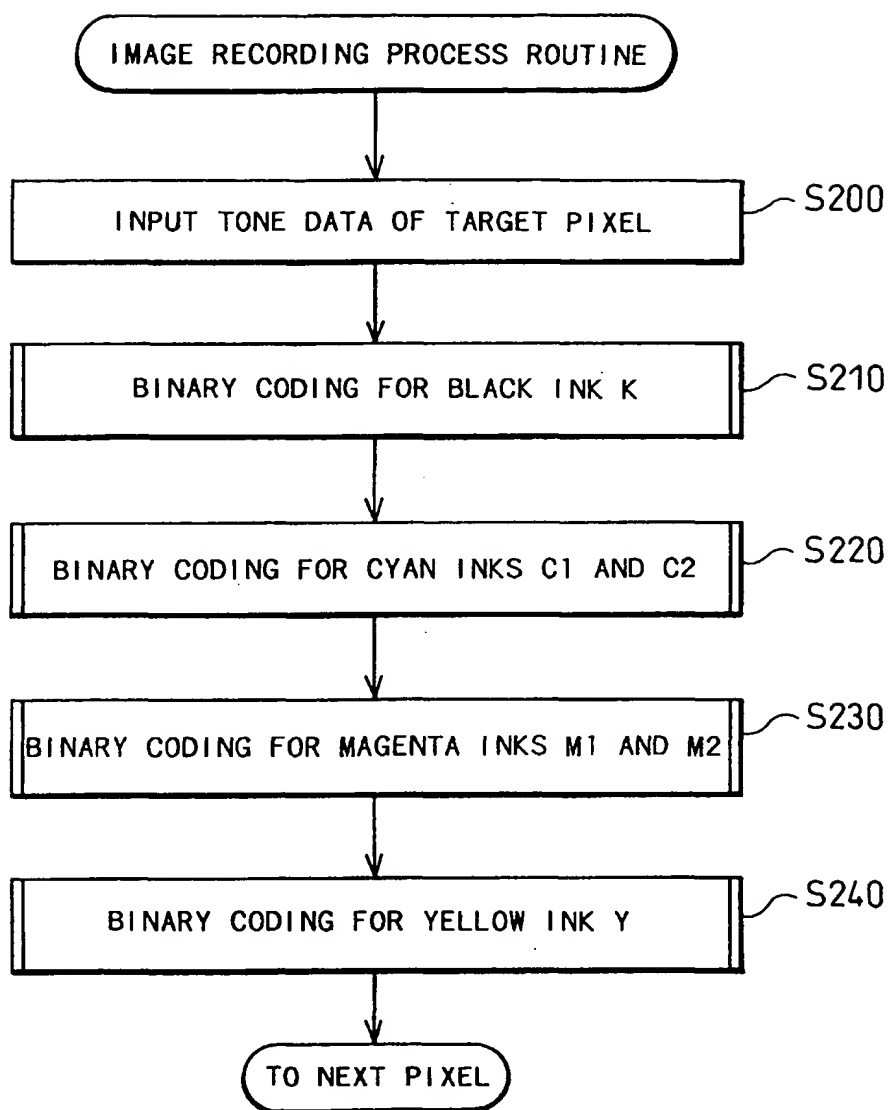 IMAGE RECORDING PROCESS ROUTINE
INPUT TONE DATA OF TARGET PIXEL
S200
BINARY CODING FOR BLACK INK K
S210
BINARY CODING FOR CYAN INKS C1 AND C2
S220
BINARY CODING FOR MAGENTA INKS M1 AND M2
S230
BINARY CODING FOR YELLOW INK Y
S240
TO NEXT PIXEL